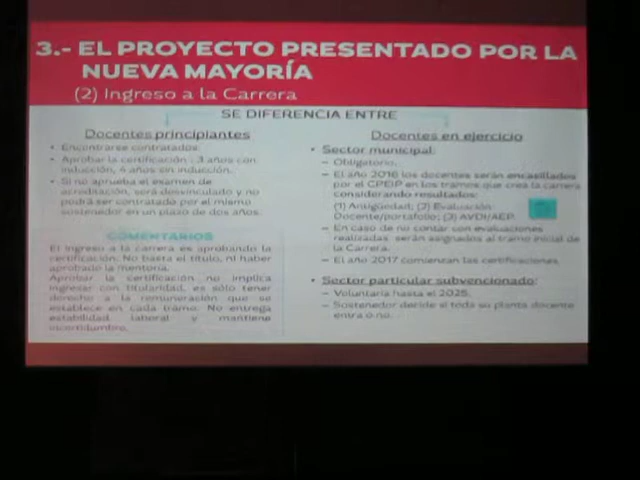 3.- EL PROYECTO PRESENTADO POR LA
NUEVA MAYORÍA
(2) Ingreso a la Carrera
SE DIFERENCIA ENTRE
Docentes principiantes
• Encontrarse contratados.
• Aprobar la certificación : 3 años con
inducción, 4 años sin inducción.
• Si no aprueba el examen de
acreditación, será desvinculado y no
podrá ser contratado por el mismo
sostenedor en un plazo de dos años.
COMENTARIOS
El ingreso a la carrera es aprobando la
certificación. No basta el título, ni haber
aprobado la mentoría.
Aprobar la certificación no implica
ingresar con titularidad, es sólo tener
derecho a la remuneración que se
establece en cada tramo. No entrega
estabilidad laboral y mantiene
incertidumbre.
Docentes en ejercicio
• Sector municipal:
– Obligatorio.
– El año 2016 los docentes serán encasillados
por el CPEIP en los tramos que crea la carrera
considerando resultados:
(1) Antigüedad; (2) Evaluación
Docente/portafolio; (3) AVDI/AEP.
– En caso de no contar con evaluaciones
realizadas serán asignados al tramo inicial de
la Carrera.
– El año 2017 comienzan las certificaciones.
• Sector particular subvencionado:
– Voluntaria hasta el 2025.
– Sostenedor decide si toda su planta docente
entra o no.